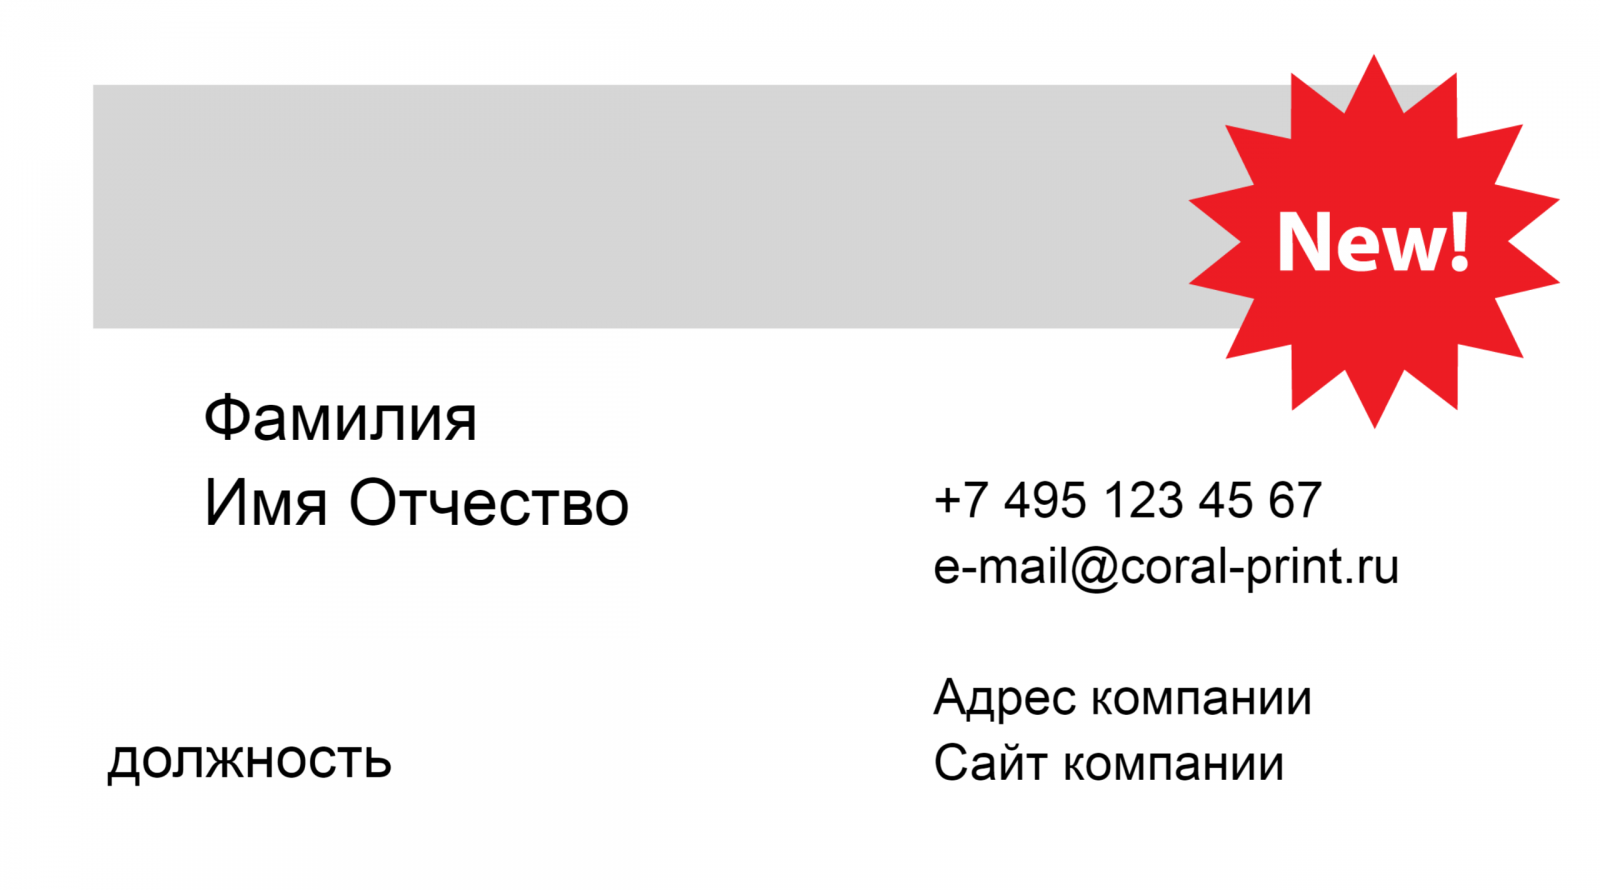 New!
Фамилия
Имя Отчество
+7 495 123 45 67
e-mail@coral-print.ru
Адрес компании
Сайт компании
должность